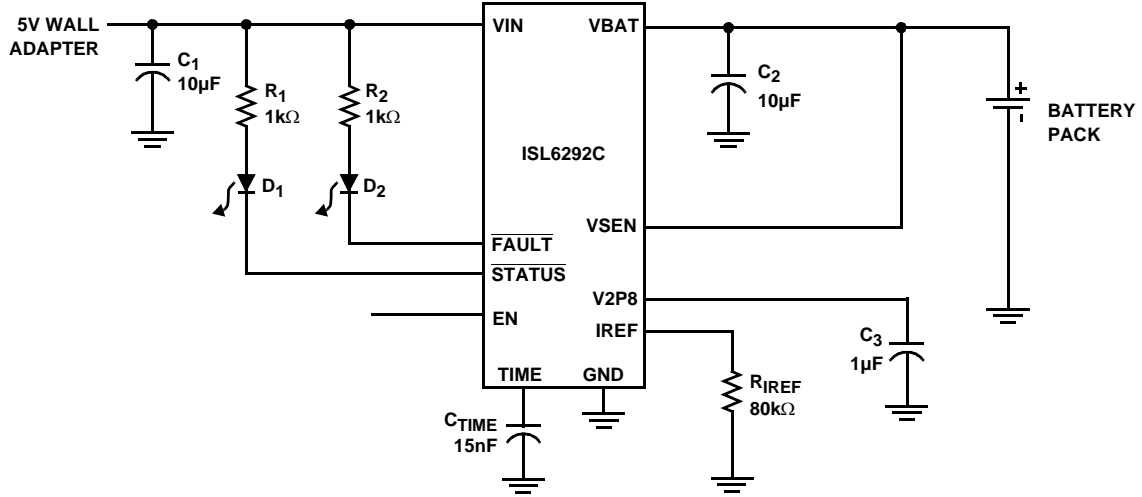 5V WALL
ADAPTER
C1
10µF
R1
1kΩ
R2
1kΩ
D1
D2
VIN
VBAT
ISL6292C
VSEN
FAULT
STATUS
V2P8
EN
IREF
TIME
GND
C2
10µF
+
-
BATTERY
PACK
C3
1µF
RIREF
80kΩ
CTIME
15nF